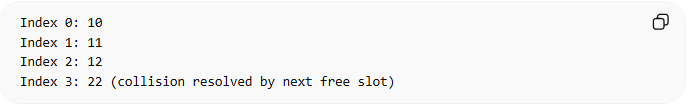 Index 0: 10
Index 1: 11
Index 2: 12
Index 3: 22 (collision resolved by next free slot)